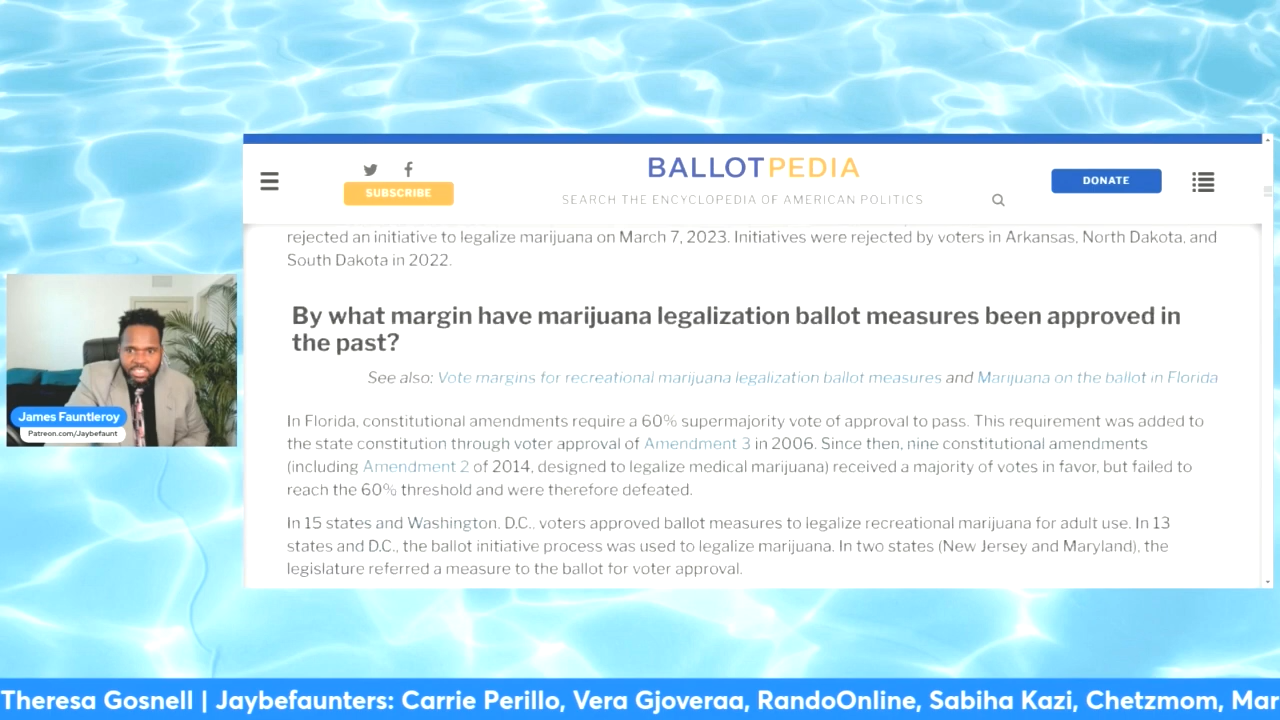 BALLOTPEDIA
SUBSCRIBE
SEARCH THE ENCYCLOPEDIA OF AMERICAN POLITICS
DONATE
rejected an initiative to legalize marijuana on March 7, 2023. Initiatives were rejected by voters in Arkansas, North Dakota, and
South Dakota in 2022.
By what margin have marijuana legalization ballot measures been approved in
the past?
See also: Vote margins for recreational marijuana legalization ballot measures and Marijuana on the ballot in Florida
In Florida, constitutional amendments require a 60% supermajority vote of approval to pass. This requirement was added to
the state constitution through voter approval of Amendment 3 in 2006. Since then, nine constitutional amendments
(including Amendment 2 of 2014, designed to legalize medical marijuana) received a majority of votes in favor, but failed to
reach the 60% threshold and were therefore defeated.
In 15 states and Washington, D.C., voters approved ballot measures to legalize recreational marijuana for adult use. In 13
states and D.C., the ballot initiative process was used to legalize marijuana. In two states (New Jersey and Maryland), the
legislature referred a measure to the ballot for voter approval.
James Fauntleroy
Patreon.com/Jaybefaunt
Theresa Gosnell | Jaybefaunters: Carrie Perillo, Vera Gjoveraa, RandoOnline, Sabiha Kazi, Chetzmom, Mar